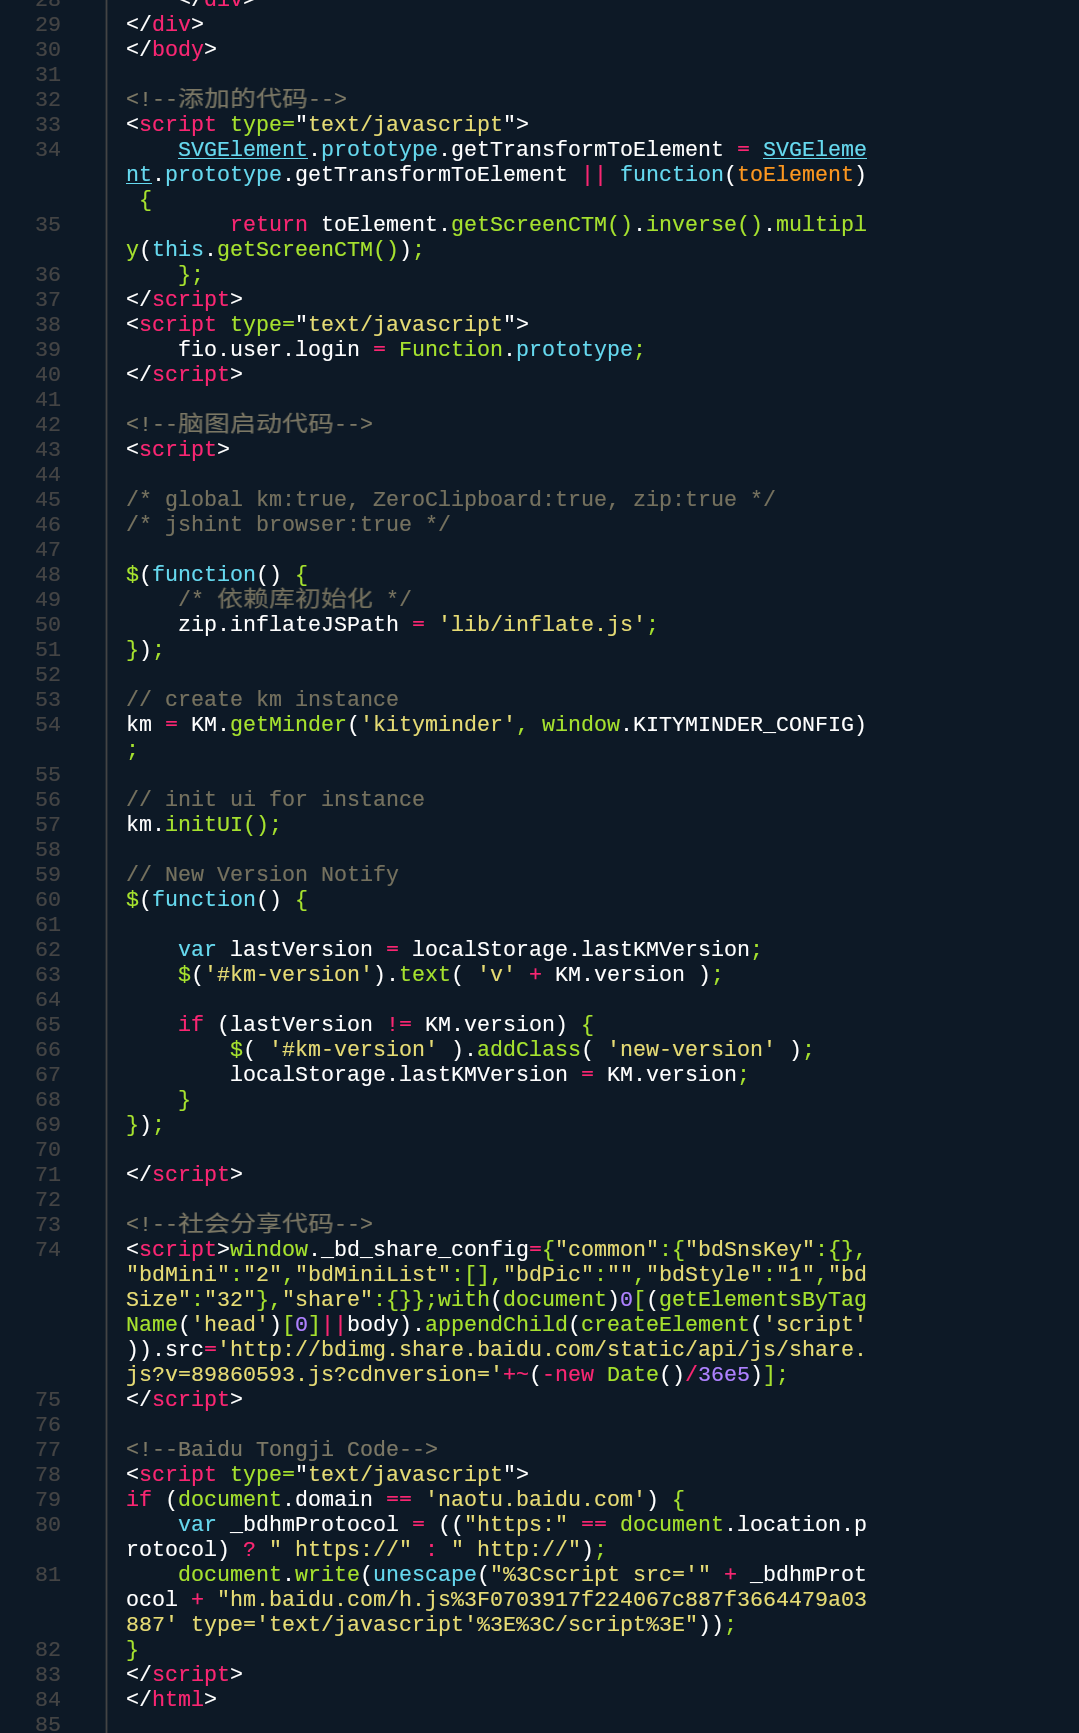 28 </div>
29 </div>
30 </body>
31
32 <!--添加的代码-->
33 <script type="text/javascript">
34     SVGElement.prototype.getTransformToElement = SVGEleme
nt.prototype.getTransformToElement || function(toElement)
 {
35         return toElement.getScreenCTM().inverse().multipl
y(this.getScreenCTM());
36     };
37 </script>
38 <script type="text/javascript">
39     fio.user.login = Function.prototype;
40 </script>
41
42 <!--脑图启动代码-->
43 <script>
44
45 /* global km:true, ZeroClipboard:true, zip:true */
46 /* jshint browser:true */
47
48 $(function() {
49     /* 依赖库初始化 */
50     zip.inflateJSPath = 'lib/inflate.js';
51 });
52
53 // create km instance
54 km = KM.getMinder('kityminder', window.KITYMINDER_CONFIG)
;
55
56 // init ui for instance
57 km.initUI();
58
59 // New Version Notify
60 $(function() {
61
62     var lastVersion = localStorage.lastKMVersion;
63     $('#km-version').text( 'v' + KM.version );
64
65     if (lastVersion != KM.version) {
66         $( '#km-version' ).addClass( 'new-version' );
67         localStorage.lastKMVersion = KM.version;
68     }
69 });
70
71 </script>
72
73 <!--社会分享代码-->
74 <script>window._bd_share_config={"common":{"bdSnsKey":{},
"bdMini":"2","bdMiniList":[],"bdPic":"","bdStyle":"1","bd
Size":"32"},"share":{}};with(document)0[(getElementsByTag
Name('head')[0]||body).appendChild(createElement('script'
)).src='http://bdimg.share.baidu.com/static/api/js/share.
js?v=89860593.js?cdnversion='+~(-new Date()/36e5)];
75 </script>
76
77 <!--Baidu Tongji Code-->
78 <script type="text/javascript">
79 if (document.domain == 'naotu.baidu.com') {
80     var _bdhmProtocol = (("https:" == document.location.p
rotocol) ? " https://" : " http://");
81     document.write(unescape("%3Cscript src='" + _bdhmProt
ocol + "hm.baidu.com/h.js%3F0703917f224067c887f3664479a03
887' type='text/javascript'%3E%3C/script%3E"));
82 }
83 </script>
84 </html>
85